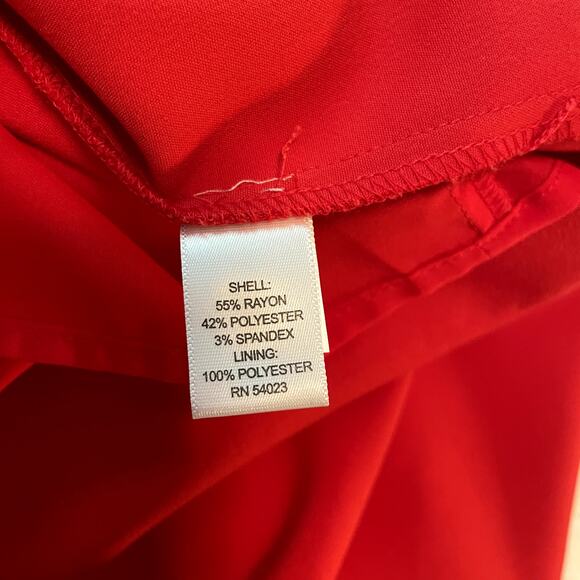 SHELL:
55% RAYON
42% POLYESTER
3% SPANDEX
LINING:
100% POLYESTER
RN 54023